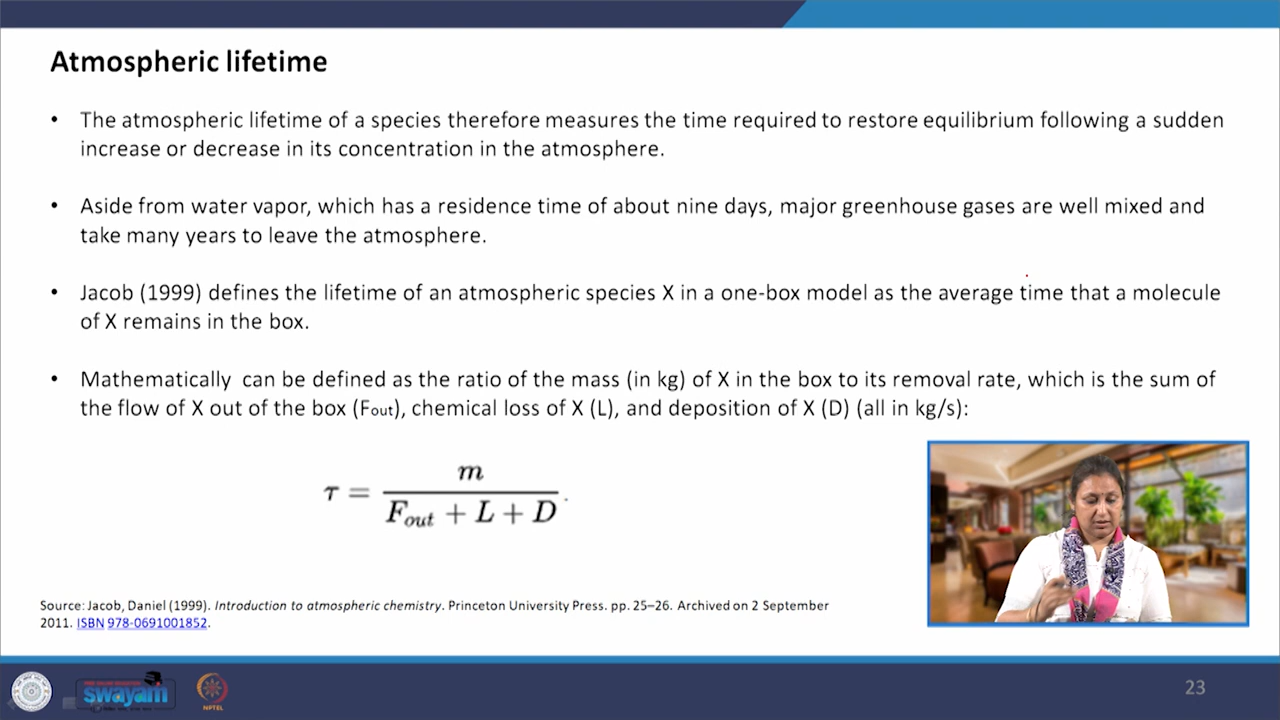 Atmospheric lifetime
• The atmospheric lifetime of a species therefore measures the time required to restore equilibrium following a sudden
increase or decrease in its concentration in the atmosphere.
• Aside from water vapor, which has a residence time of about nine days, major greenhouse gases are well mixed and
take many years to leave the atmosphere.
• Jacob (1999) defines the lifetime of an atmospheric species X in a one-box model as the average time that a molecule
of X remains in the box.
• Mathematically can be defined as the ratio of the mass (in kg) of X in the box to its removal rate, which is the sum of
the flow of X out of the box (Fout), chemical loss of X (L), and deposition of X (D) (all in kg/s):
τ = m / (F_out + L + D).
Source: Jacob, Daniel (1999). Introduction to atmospheric chemistry. Princeton University Press. pp. 25–26. Archived on 2 September
2011. ISBN 978-0691001852.
swayam
NPTEL
23